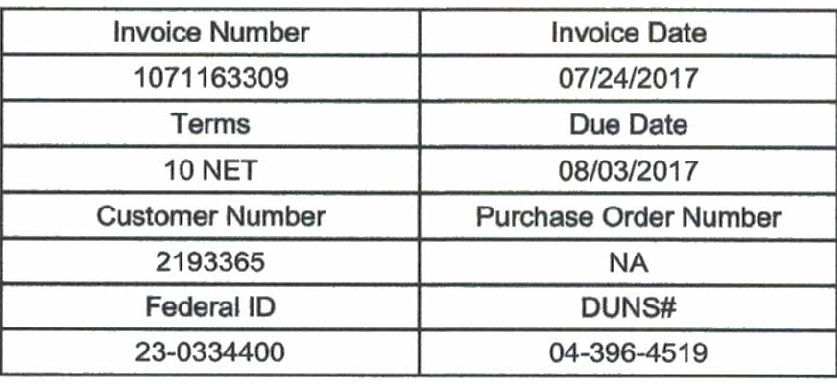 Invoice Number Invoice Date
1071163309 07/24/2017
Terms Due Date
10 NET 08/03/2017
Customer Number Purchase Order Number
2193365 NA
Federal ID DUNS#
23-0334400 04-396-4519